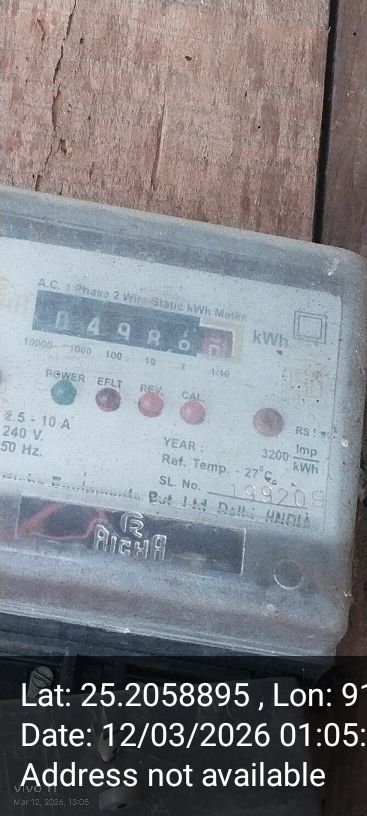 A.C. 1 Phase 2 Wire Static kWh Meter
04986 kWh
10000 1000 100 10 1 1/10
POWER EFLT REV CAL
2.5 - 10 A
240 V.
50 Hz.
YEAR :
3200 Imp/kWh
Ref. Temp. - 27°C
SL. No. 199209
Pvt. Ltd. Delhi (INDIA)
Lat: 25.2058895 , Lon: 91
Date: 12/03/2026 01:05:
Address not available
vivo
Mar 12, 2026, 13:05